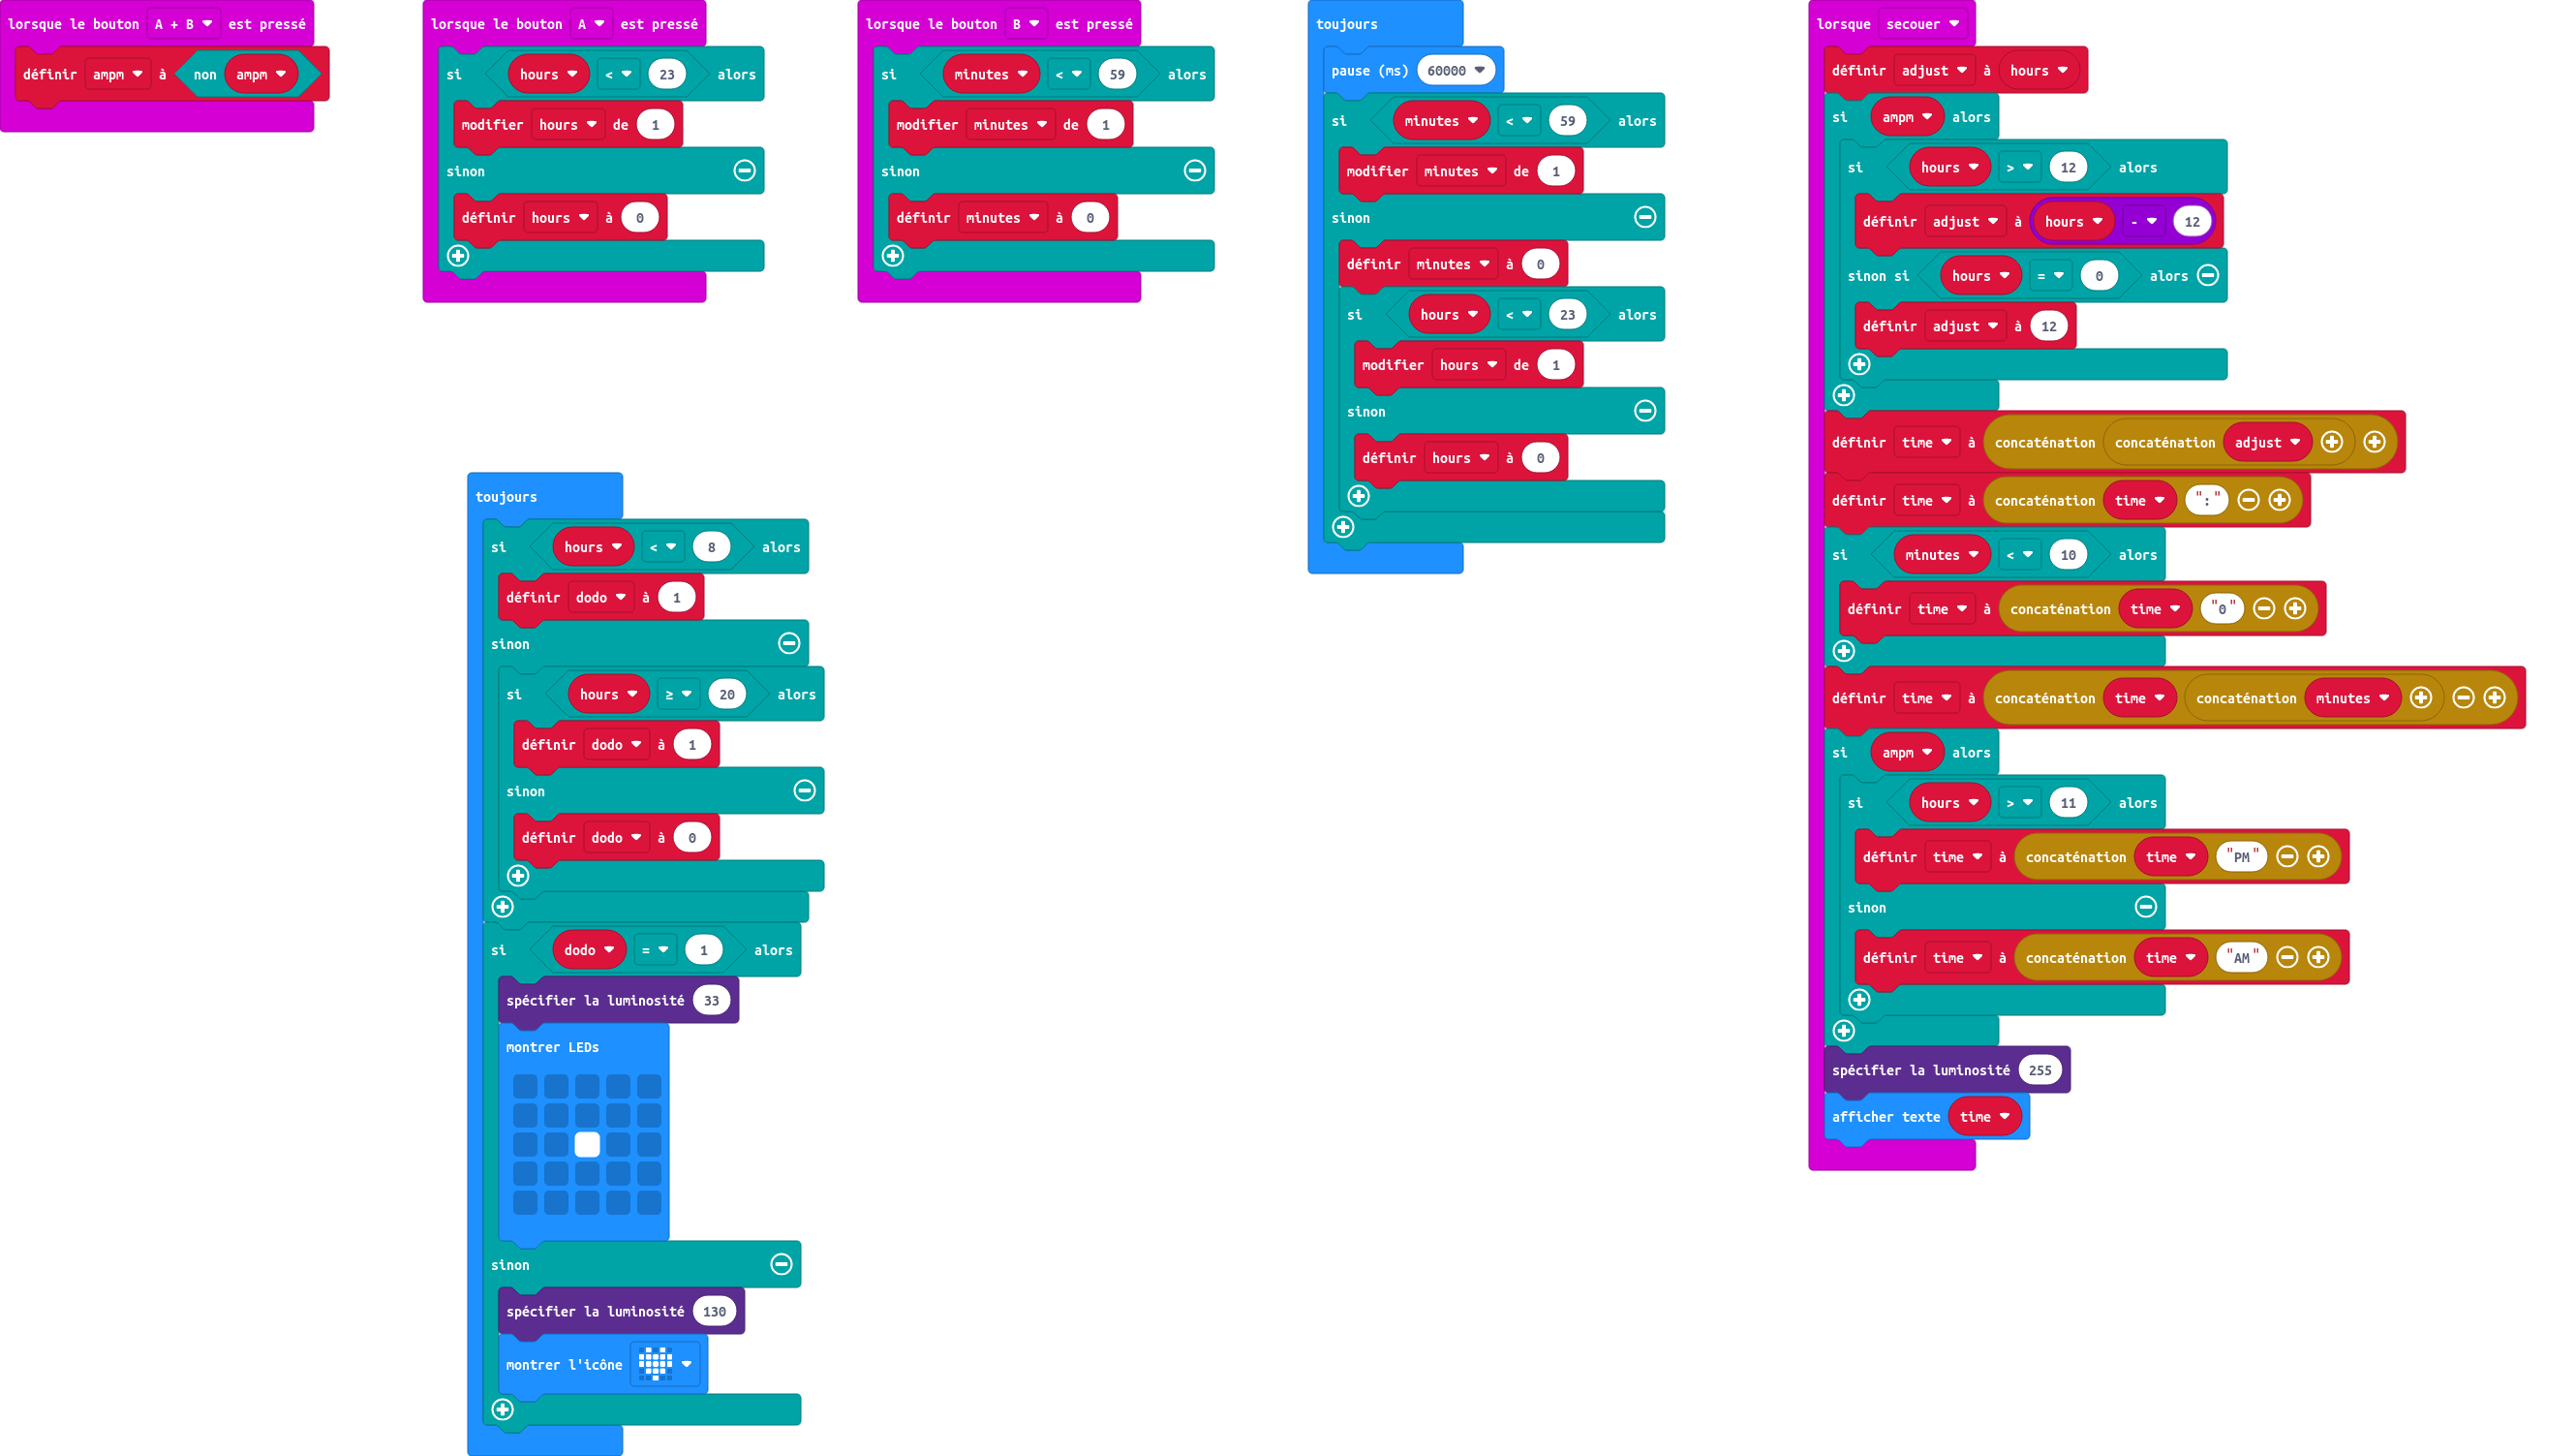 lorsque le bouton A + B est pressé
définir ampm à non ampm
lorsque le bouton A est pressé
si hours < 23 alors
modifier hours de 1
sinon
définir hours à 0
lorsque le bouton B est pressé
si minutes < 59 alors
modifier minutes de 1
sinon
définir minutes à 0
toujours
pause (ms) 60000
si minutes < 59 alors
modifier minutes de 1
sinon
définir minutes à 0
si hours < 23 alors
modifier hours de 1
sinon
définir hours à 0
lorsque secouer
définir adjust à hours
si ampm alors
si hours > 12 alors
définir adjust à hours - 12
sinon si hours = 0 alors
définir adjust à 12
définir time à concaténation concaténation adjust
définir time à concaténation time ":"
si minutes < 10 alors
définir time à concaténation time "0"
définir time à concaténation time concaténation minutes
si ampm alors
si hours > 11 alors
définir time à concaténation time "PM"
sinon
définir time à concaténation time "AM"
spécifier la luminosité 255
afficher texte time
toujours
si hours < 8 alors
définir dodo à 1
sinon
si hours ≥ 20 alors
définir dodo à 1
sinon
définir dodo à 0
si dodo = 1 alors
spécifier la luminosité 33
montrer LEDs
sinon
spécifier la luminosité 130
montrer l'icône